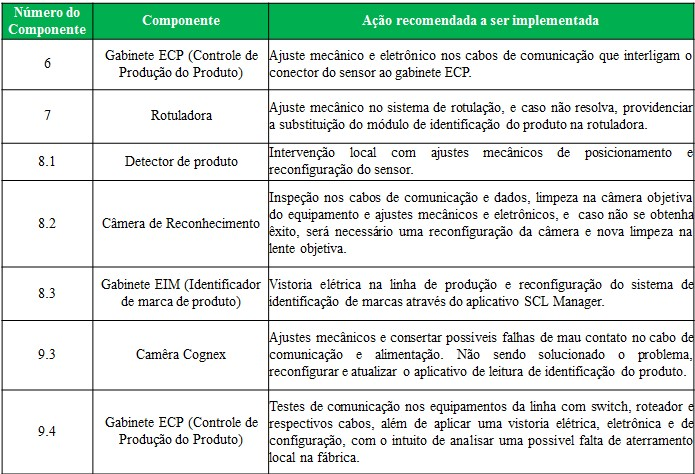 Número do
Componente
Componente
Ação recomendada a ser implementada
6
Gabinete ECP (Controle de
Produção do Produto)
Ajuste mecânico e eletrônico nos cabos de comunicação que interligam o
conector do sensor ao gabinete ECP.
7
Rotuladora
Ajuste mecânico no sistema de rotulação, e caso não resolva, providenciar
a substituição do módulo de identificação do produto na rotuladora.
8.1
Detector de produto
Intervenção local com ajustes mecânicos de posicionamento e
reconfiguração do sensor.
8.2
Câmera de Reconhecimento
Inspeção nos cabos de comunicação e dados, limpeza na câmera objetiva
do equipamento e ajustes mecânicos e eletrônicos, e caso não se obtenha
êxito, será necessário uma reconfiguração da câmera e nova limpeza na
lente objetiva.
8.3
Gabinete EIM (Identificador
de marca de produto)
Vistoria elétrica na linha de produção e reconfiguração do sistema de
identificação de marcas através do aplicativo SCL Manager.
9.3
Camêra Cognex
Ajustes mecânicos e consertar possiveis falhas de mau contato no cabo de
comunicação e alimentação. Não sendo solucionado o problema,
reconfigurar e atualizar o aplicativo de leitura de identificação do produto.
9.4
Gabinete ECP (Controle de
Produção do Produto)
Testes de comunicação nos equipamentos da linha com switch, roteador e
respectivos cabos, além de aplicar uma vistoria elétrica, eletrônica e de
configuração, com o intuito de analisar uma possivel falta de aterramento
local na fábrica.